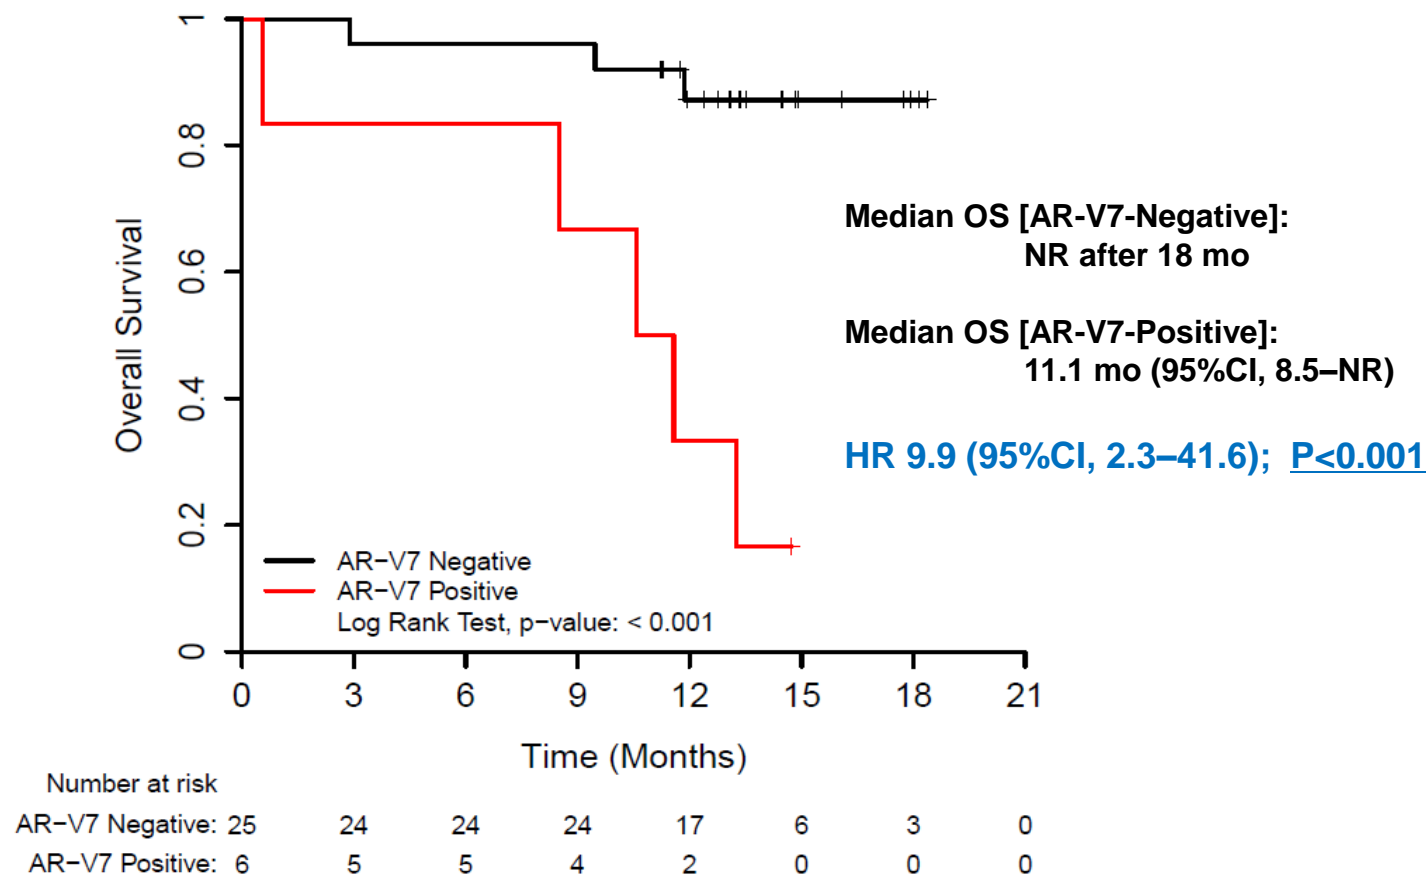 1
0.8
0.6
0.4
0.2
0
Overall Survival
Median OS [AR-V7-Negative]:
NR after 18 mo
Median OS [AR-V7-Positive]:
11.1 mo (95%CI, 8.5–NR)
HR 9.9 (95%CI, 2.3–41.6); P<0.001
AR−V7 Negative
AR−V7 Positive
Log Rank Test, p−value: < 0.001
0 3 6 9 12 15 18 21
Time (Months)
Number at risk
AR−V7 Negative: 25 24 24 24 17 6 3 0
AR−V7 Positive: 6 5 5 4 2 0 0 0